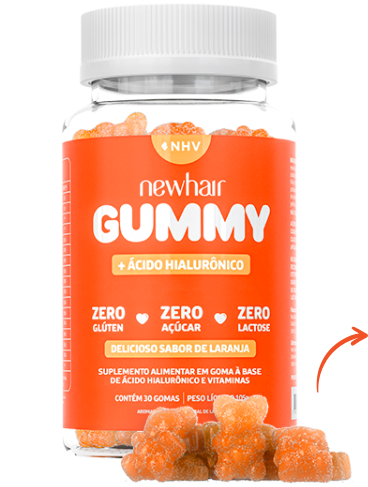 NHV
newhair
GUMMY
+ ÁCIDO HIALURÔNICO
ZERO ZERO ZERO
GLÚTEN AÇÚCAR LACTOSE
DELICIOSO SABOR DE LARANJA
SUPLEMENTO ALIMENTAR EM GOMA À BASE
DE ÁCIDO HIALURÔNICO E VITAMINAS
CONTÉM 30 GOMAS PESO LÍQUIDO 105g